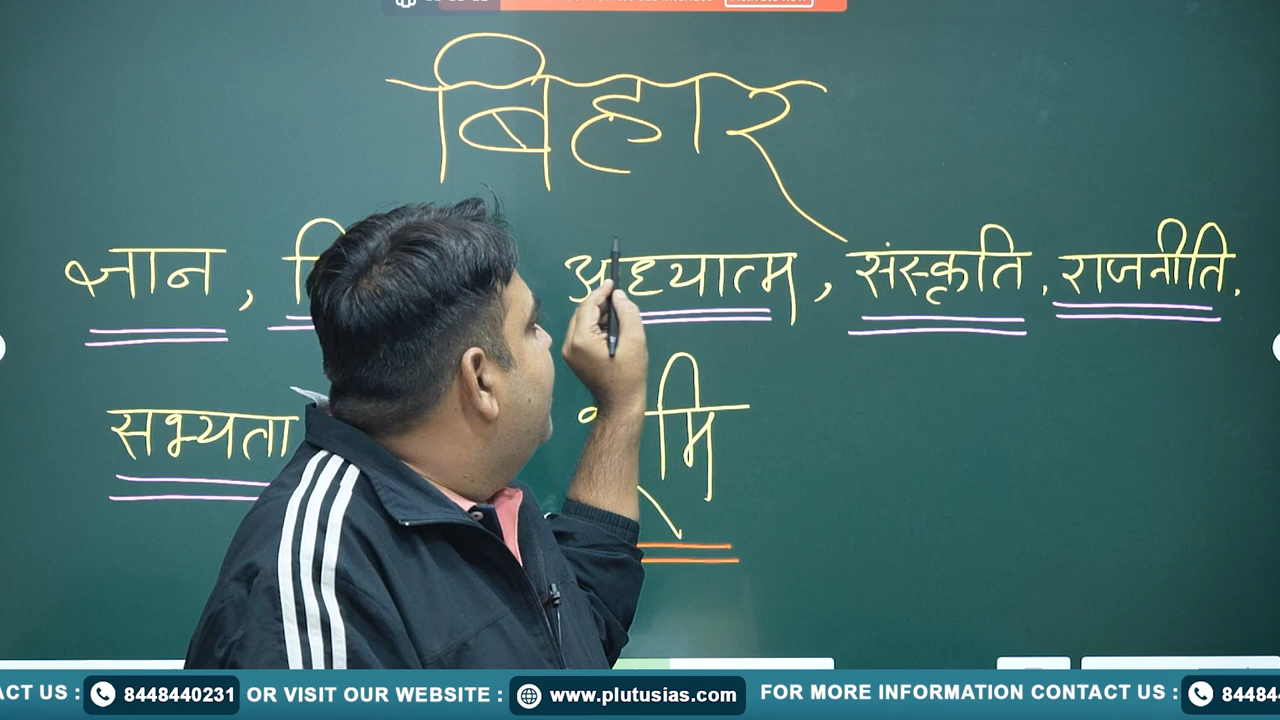 बिहार
ज्ञान, अध्यात्म, संस्कृति, राजनीति.
सभ्यता
ACT US : 8448440231 OR VISIT OUR WEBSITE : www.plutusias.com FOR MORE INFORMATION CONTACT US : 84484